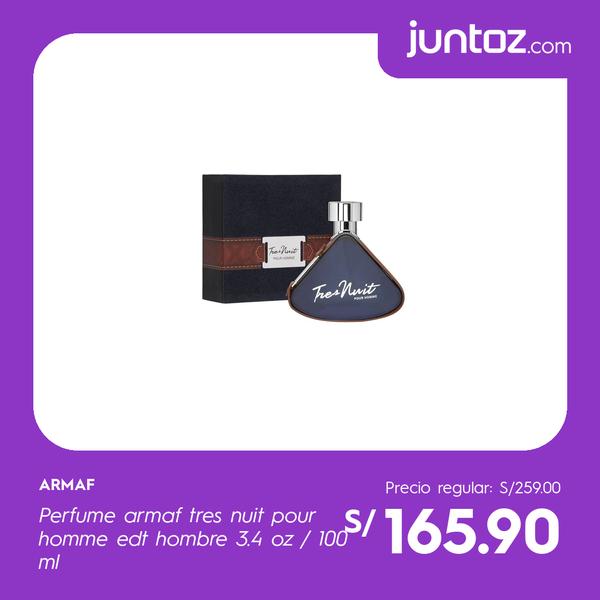 juntoz.com
Tres Nuit
POUR HOMME
Tres Nuit
POUR HOMME
ARMAF
Perfume armaf tres nuit pour
homme edt hombre 3.4 oz / 100
ml
Precio regular: S/259.00
S/ 165.90